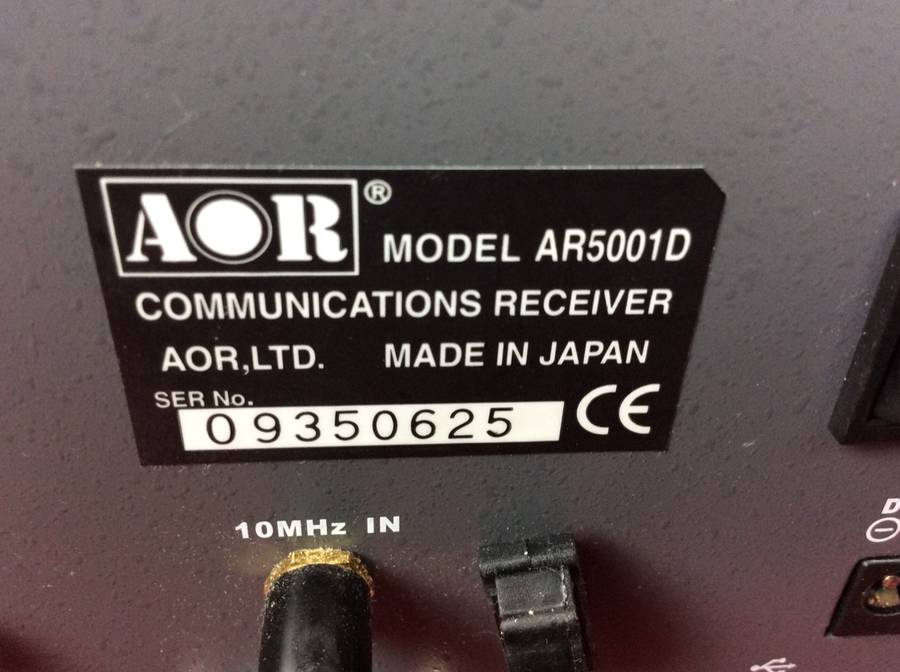 AOR®
MODEL AR5001D
COMMUNICATIONS RECEIVER
AOR,LTD. MADE IN JAPAN
SER No.
09350625 CE
10MHz IN